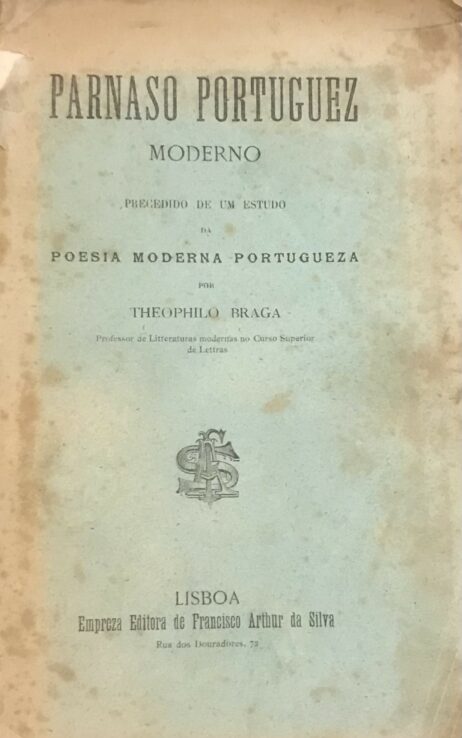 PARNASO PORTUGUEZ
MODERNO
PRECEDIDO DE UM ESTUDO
DA
POESIA MODERNA PORTUGUEZA
POR
THEOPHILO BRAGA
Professor de Litteraturas modernas no Curso Superior
de Lettras
LISBOA
Empreza Editora de Francisco Arthur da Silva
Rua dos Douradores, 72